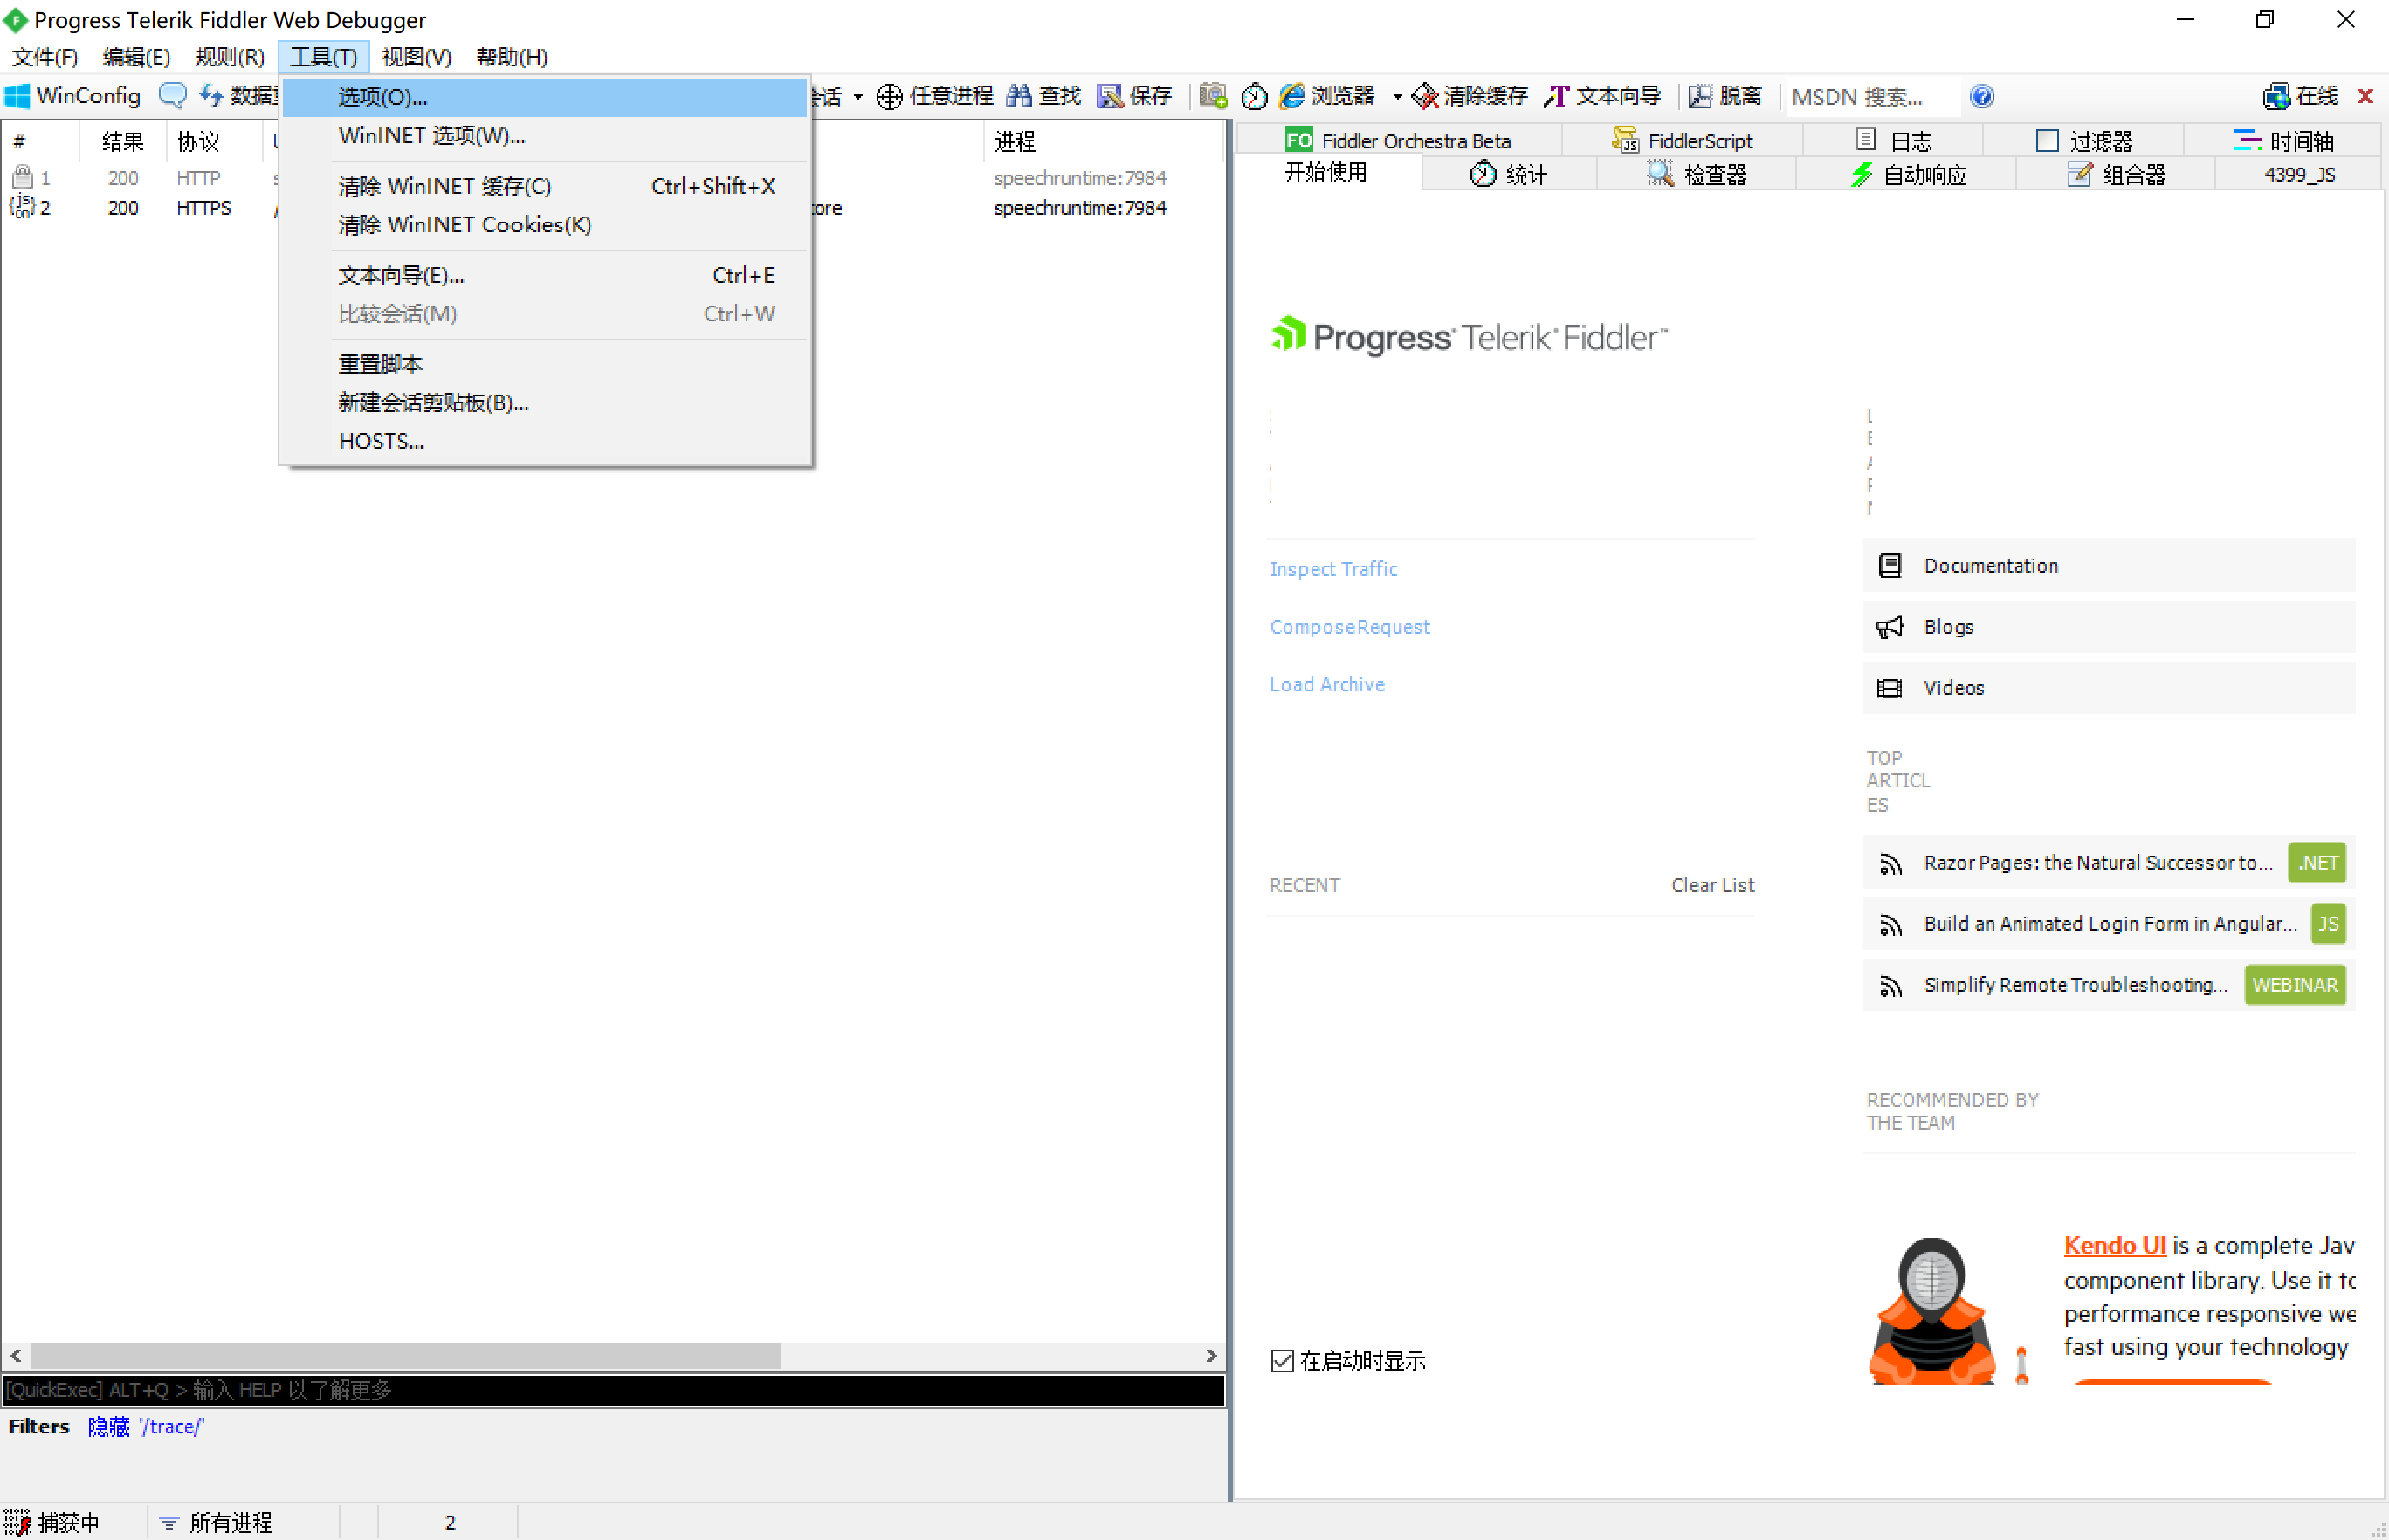 Progress Telerik Fiddler Web Debugger
文件(F) 编辑(E) 规则(R) 工具(T) 视图(V) 帮助(H)
WinConfig 数据 会话 任意进程 查找 保存 浏览器 清除缓存 文本向导 脱离 MSDN 搜索... 在线
选项(O)...
WinINET 选项(W)...
清除 WinINET 缓存(C) Ctrl+Shift+X
清除 WinINET Cookies(K)
文本向导(E)... Ctrl+E
比较会话(M) Ctrl+W
重置脚本
新建会话剪贴板(B)...
HOSTS...
# 结果 协议 进程
1 200 HTTP speechruntime:7984
{js on} 2 200 HTTPS / ore speechruntime:7984
FO Fiddler Orchestra Beta JS FiddlerScript 日志 过滤器 时间轴
开始使用 统计 检查器 自动响应 组合器 4399_JS
Progress® Telerik® Fiddler™
Inspect Traffic
Compose Request
Load Archive
RECENT Clear List
在启动时显示
Documentation
Blogs
Videos
TOP
ARTICL
ES
Razor Pages: the Natural Successor to... .NET
Build an Animated Login Form in Angular... JS
Simplify Remote Troubleshooting... WEBINAR
RECOMMENDED BY
THE TEAM
Kendo UI is a complete Jav
component library. Use it to
performance responsive we
fast using your technology
[QuickExec] ALT+Q > 输入 HELP 以了解更多
Filters 隐藏 '/trace/'
捕获中 所有进程 2